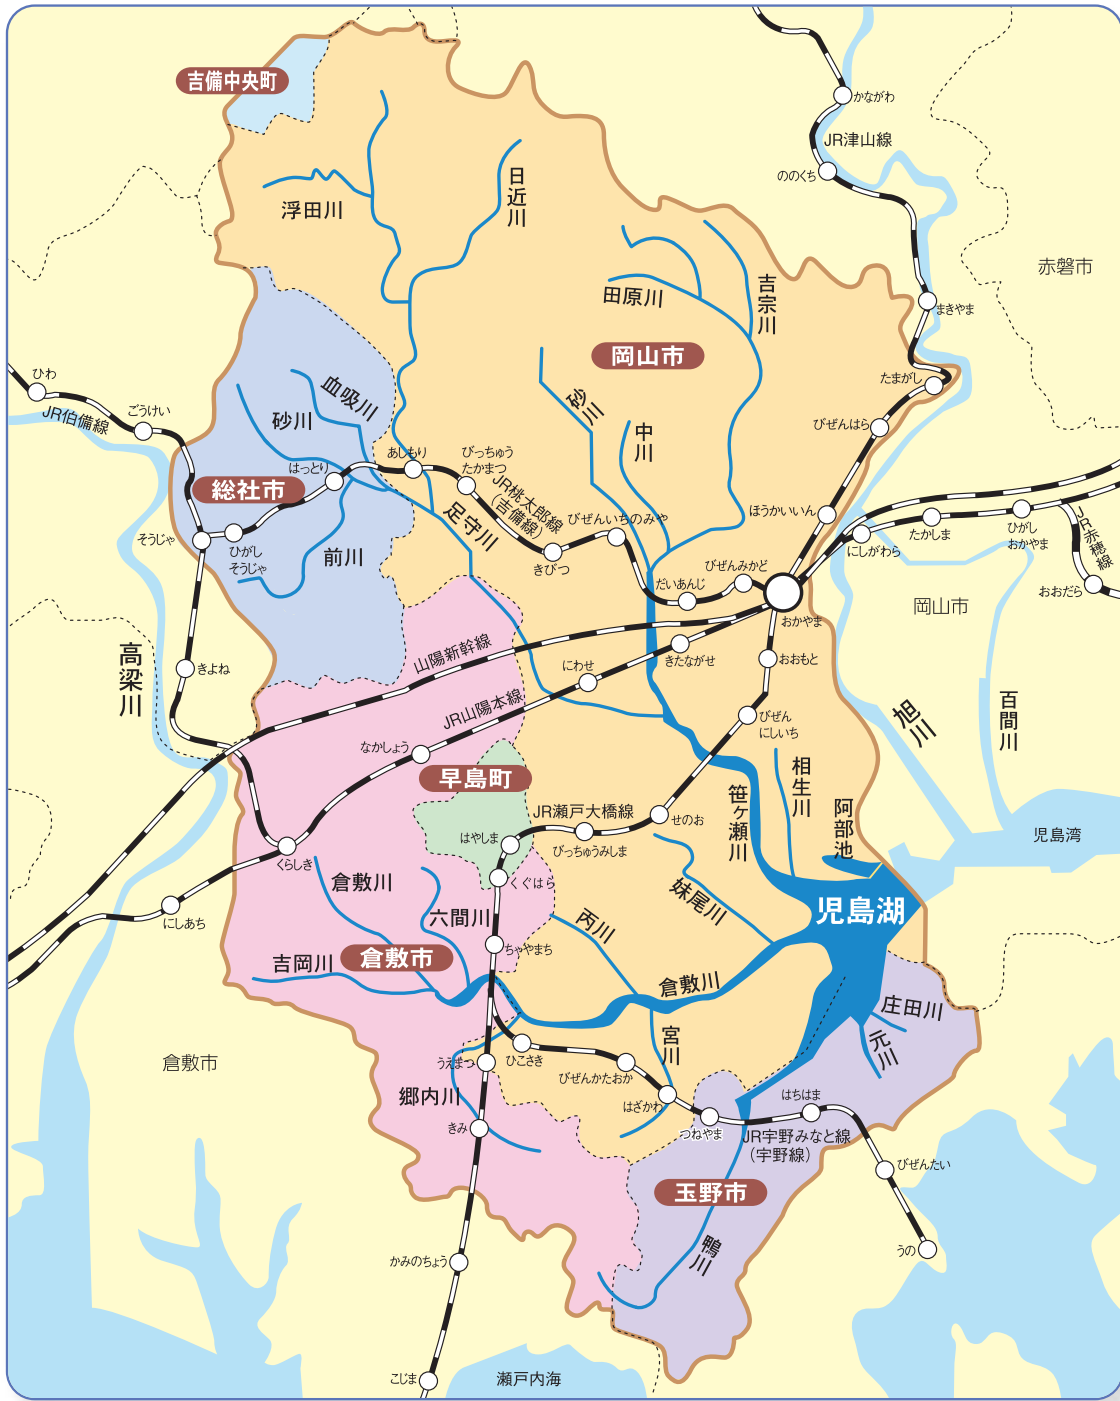 吉備中央町
かながわ
JR津山線
ののくち
日近川
浮田川
赤磐市
田原川
吉宗川
まきやま
岡山市
ひわ
JR伯備線
ごうけい
血吸川
砂川
砂川
中川
たまがし
びぜんはら
はっとり
あしもり
びっちゅう
たかまつ
総社市
JR桃太郎線
(吉備線)
足守川
びぜんいちのみや
ほうかいいん
そうじゃ
ひがし
そうじゃ
前川
きびつ
にしがわら
たかしま
ひがし
おかやま
JR赤穂線
おおだら
だいあんじ
びぜんみかど
おかやま
岡山市
高梁川
きよね
山陽新幹線
にわせ
きたながせ
おおもと
JR山陽本線
びぜん
にしいち
旭川
百間川
なかしょう
早島町
相生川
笹ヶ瀬川
阿部池
JR瀬戸大橋線
せのお
はやしま
びっちゅうみしま
児島湾
くらしき
倉敷川
くぐはら
妹尾川
児島湖
にしあち
六間川
丙川
倉敷市
ちゃやまち
吉岡川
倉敷川
庄田川
元川
倉敷市
うえまつ
ひこさき
宮川
びぜんかたおか
郷内川
はざかわ
はちはま
きみ
つねやま
JR宇野みなと線
(宇野線)
びぜんたい
玉野市
鴨川
うの
かみのちょう
こじま
瀬戸内海